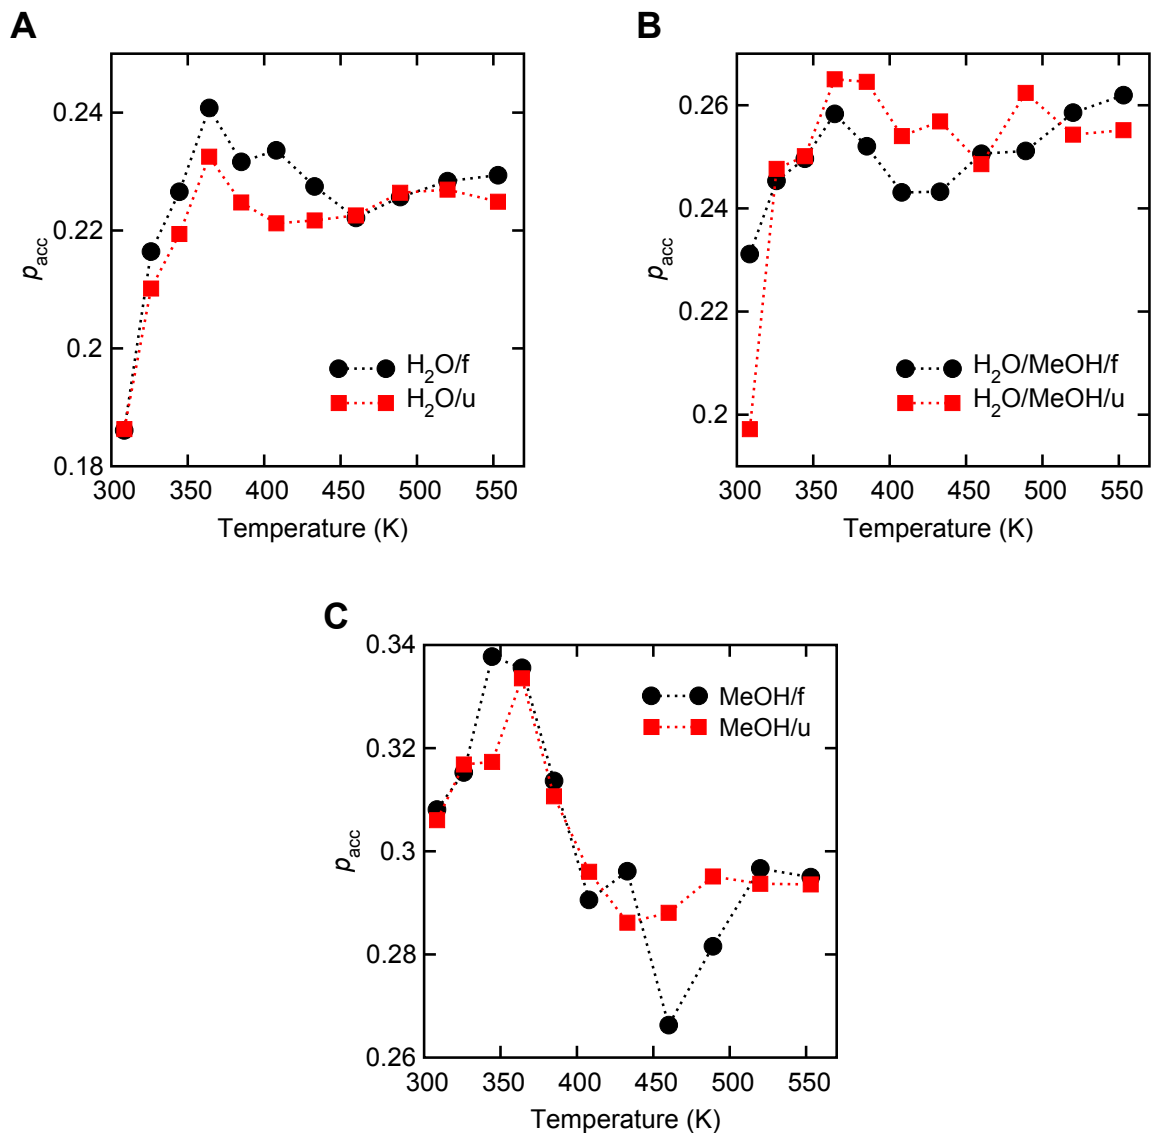 A
0.24
0.22
0.2
0.18
p_acc
300 350 400 450 500 550
Temperature (K)
H₂O/f
H₂O/u
B
0.26
0.24
0.22
0.2
p_acc
300 350 400 450 500 550
Temperature (K)
H₂O/MeOH/f
H₂O/MeOH/u
C
0.34
0.32
0.3
0.28
0.26
p_acc
300 350 400 450 500 550
Temperature (K)
MeOH/f
MeOH/u